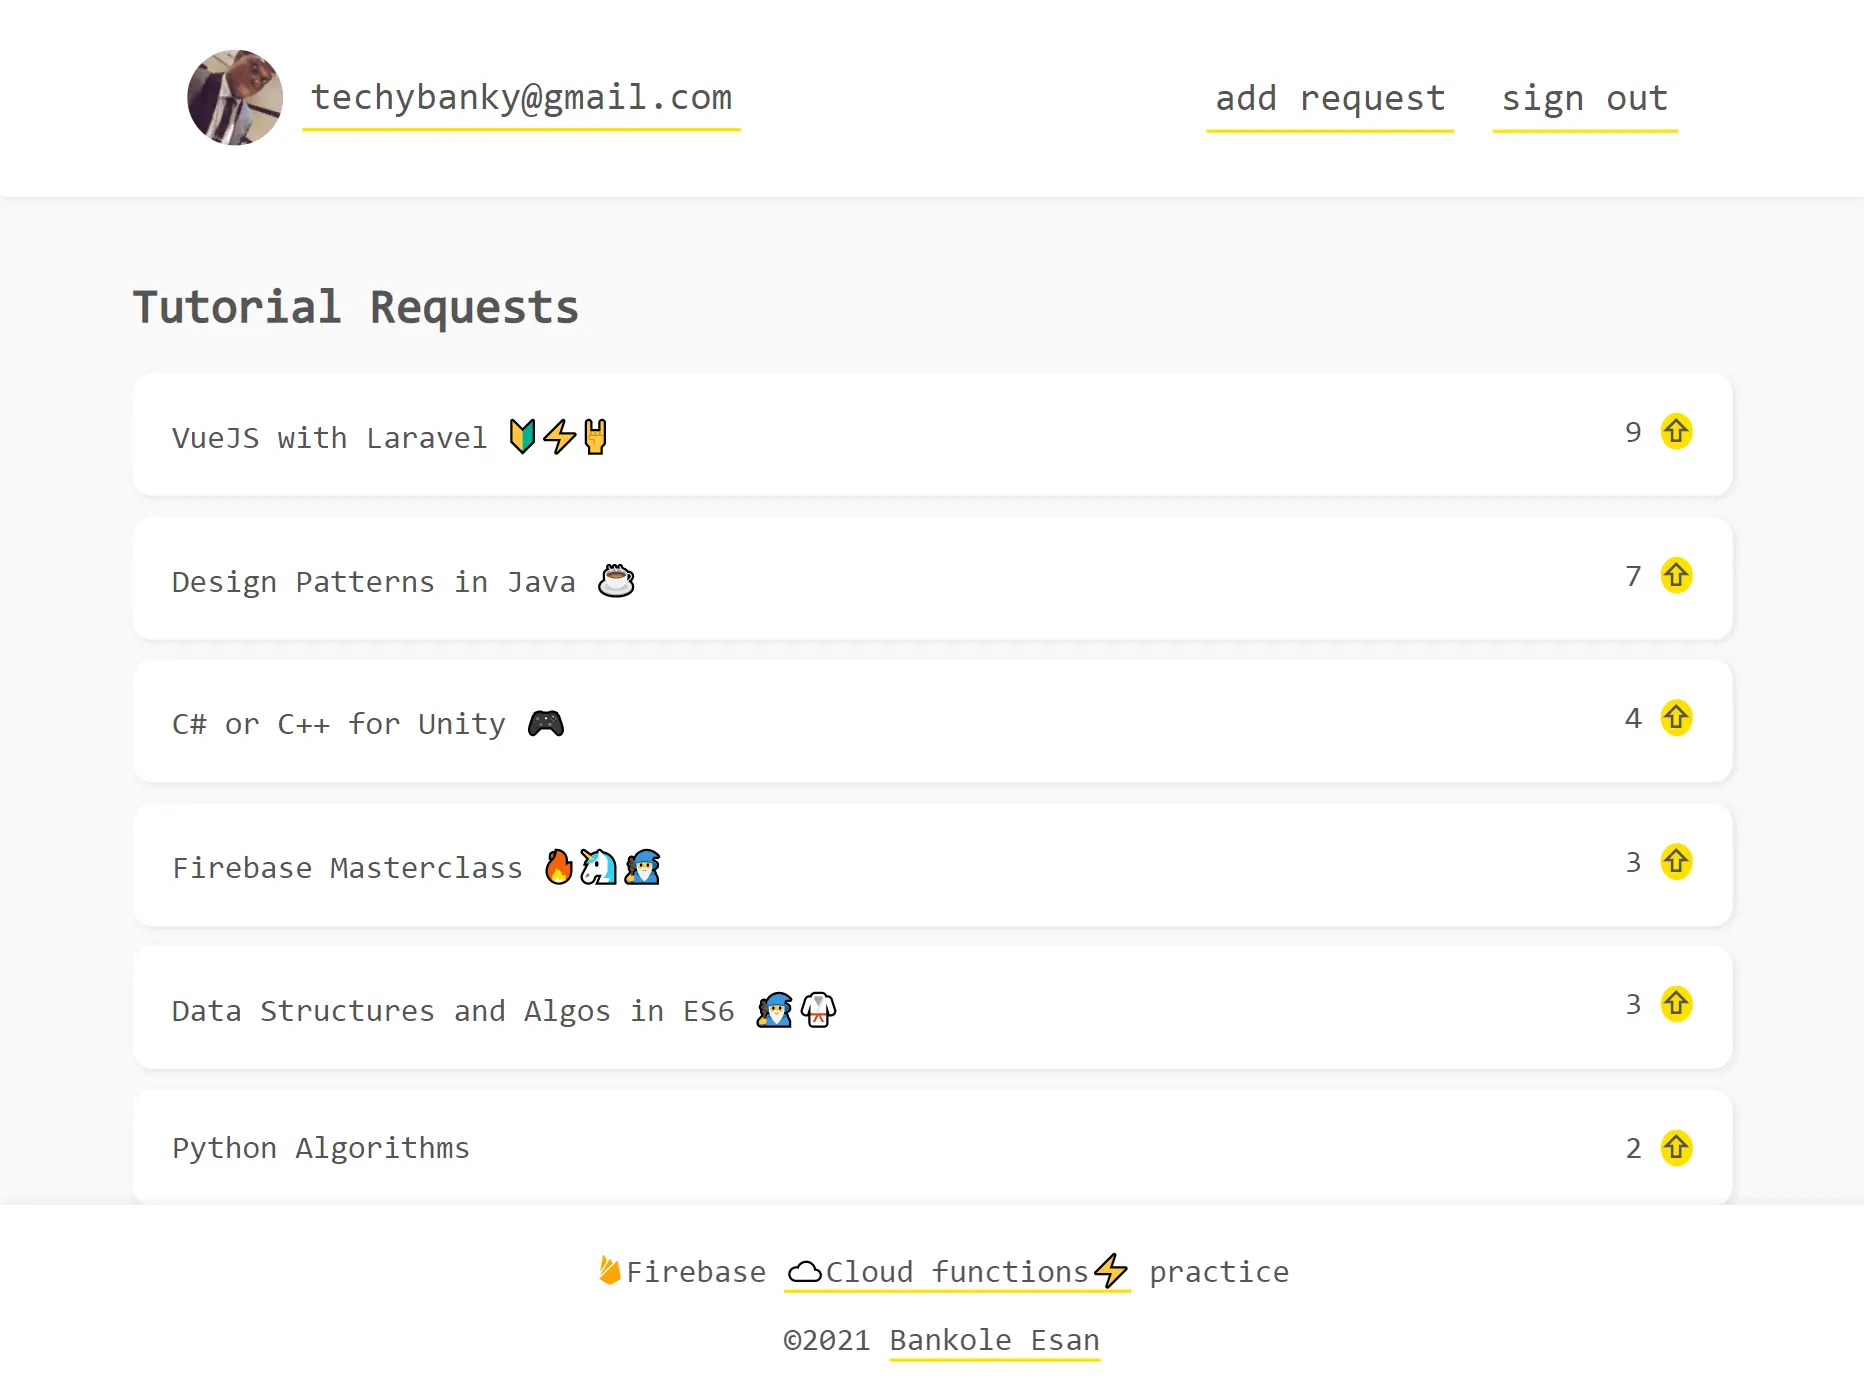 techybanky@gmail.com add request sign out
Tutorial Requests
VueJS with Laravel 🔰⚡🤘 9
Design Patterns in Java ☕ 7
C# or C++ for Unity 🎮 4
Firebase Masterclass 🔥🦄🧙‍♂️ 3
Data Structures and Algos in ES6 🧙‍♂️🥋 3
Python Algorithms 2
Firebase ☁Cloud functions⚡ practice
©2021 Bankole Esan